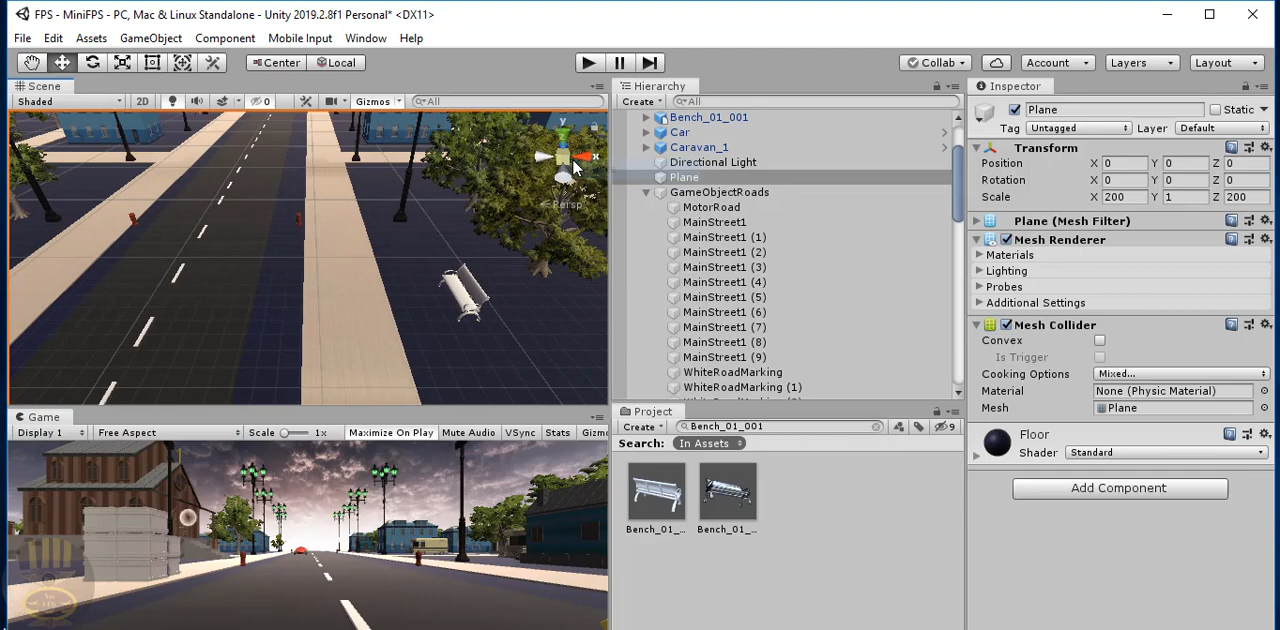 FPS - MiniFPS - PC, Mac & Linux Standalone - Unity 2019.2.8f1 Personal* <DX11>
File Edit Assets GameObject Component Mobile Input Window Help
Center Local Collab Account Layers Layout
Scene
Shaded 2D 0 Gizmos All
y
x
Persp
Hierarchy
Create All
Bench_01_001
Car
Caravan_1
Directional Light
Plane
GameObjectRoads
MotorRoad
MainStreet1
MainStreet1 (1)
MainStreet1 (2)
MainStreet1 (3)
MainStreet1 (4)
MainStreet1 (5)
MainStreet1 (6)
MainStreet1 (7)
MainStreet1 (8)
MainStreet1 (9)
WhiteRoadMarking
WhiteRoadMarking (1)
Inspector
Plane Static
Tag Untagged Layer Default
Transform
Position X 0 Y 0 Z 0
Rotation X 0 Y 0 Z 0
Scale X 200 Y 1 Z 200
Plane (Mesh Filter)
Mesh Renderer
Materials
Lighting
Probes
Additional Settings
Mesh Collider
Convex
Is Trigger
Cooking Options Mixed...
Material None (Physic Material)
Mesh Plane
Floor
Shader Standard
Add Component
Game
Display 1 Free Aspect Scale 1x Maximize On Play Mute Audio VSync Stats Gizmo
Project
Create Bench_01_001 9
Search: In Assets
Bench_01_... Bench_01_...